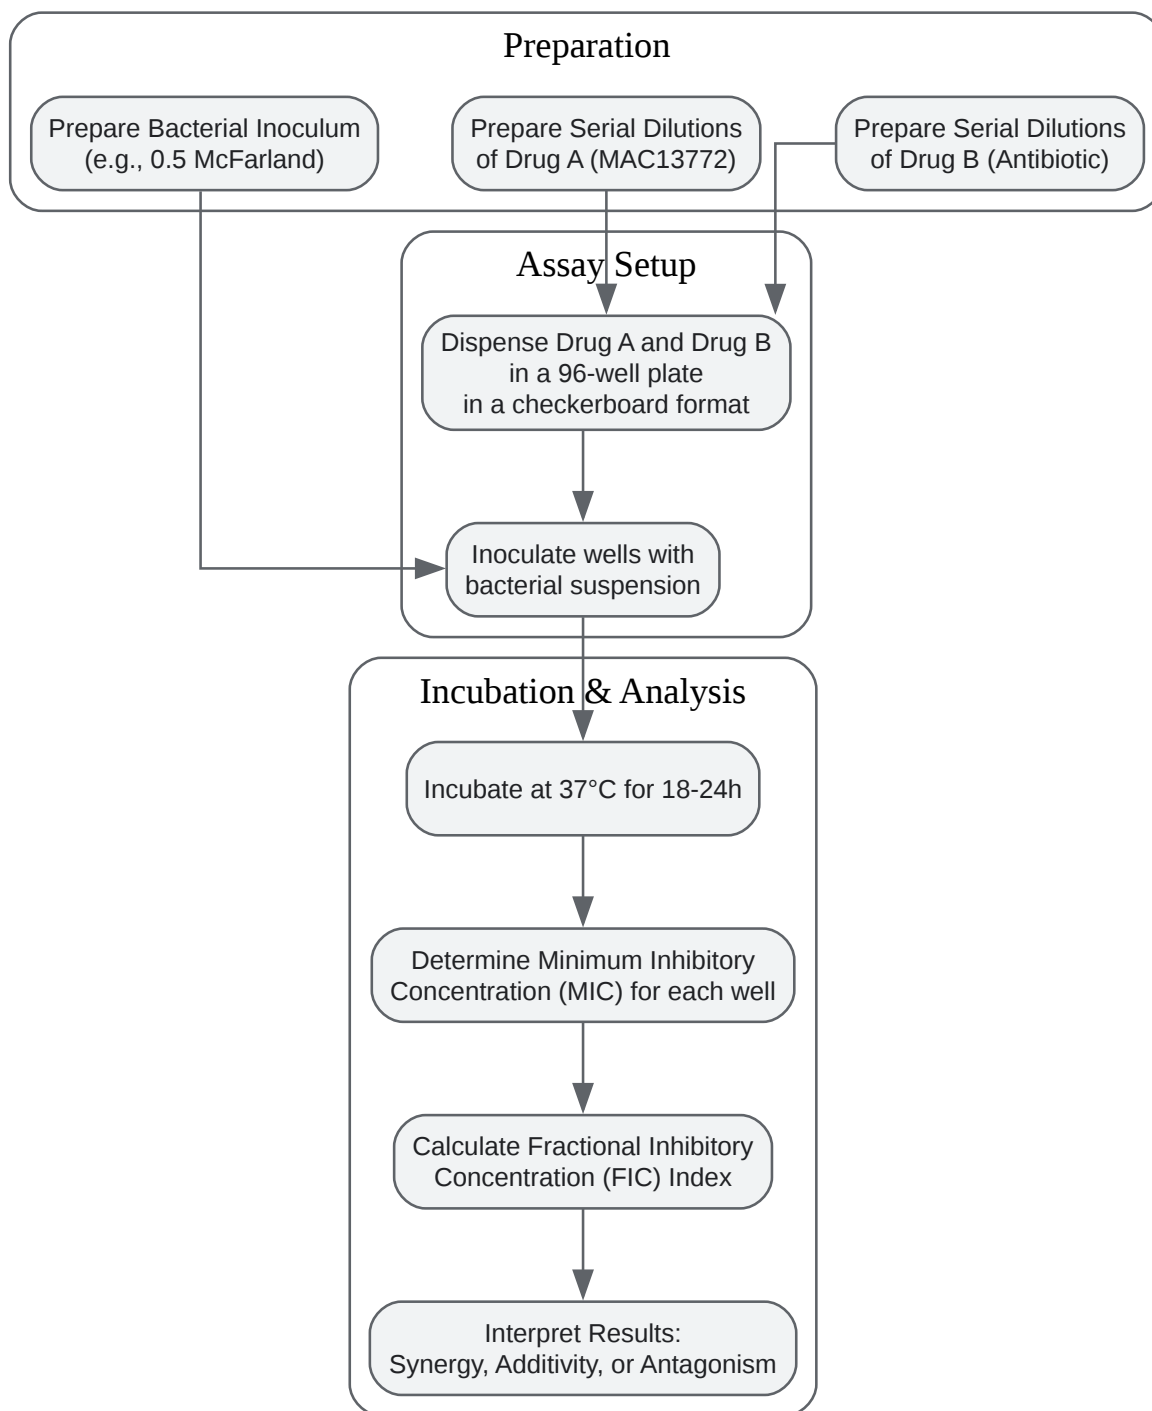 Preparation
Prepare Bacterial Inoculum
(e.g., 0.5 McFarland)
Prepare Serial Dilutions
of Drug A (MAC13772)
Prepare Serial Dilutions
of Drug B (Antibiotic)
Assay Setup
Dispense Drug A and Drug B
in a 96-well plate
in a checkerboard format
Inoculate wells with
bacterial suspension
Incubation & Analysis
Incubate at 37°C for 18-24h
Determine Minimum Inhibitory
Concentration (MIC) for each well
Calculate Fractional Inhibitory
Concentration (FIC) Index
Interpret Results:
Synergy, Additivity, or Antagonism